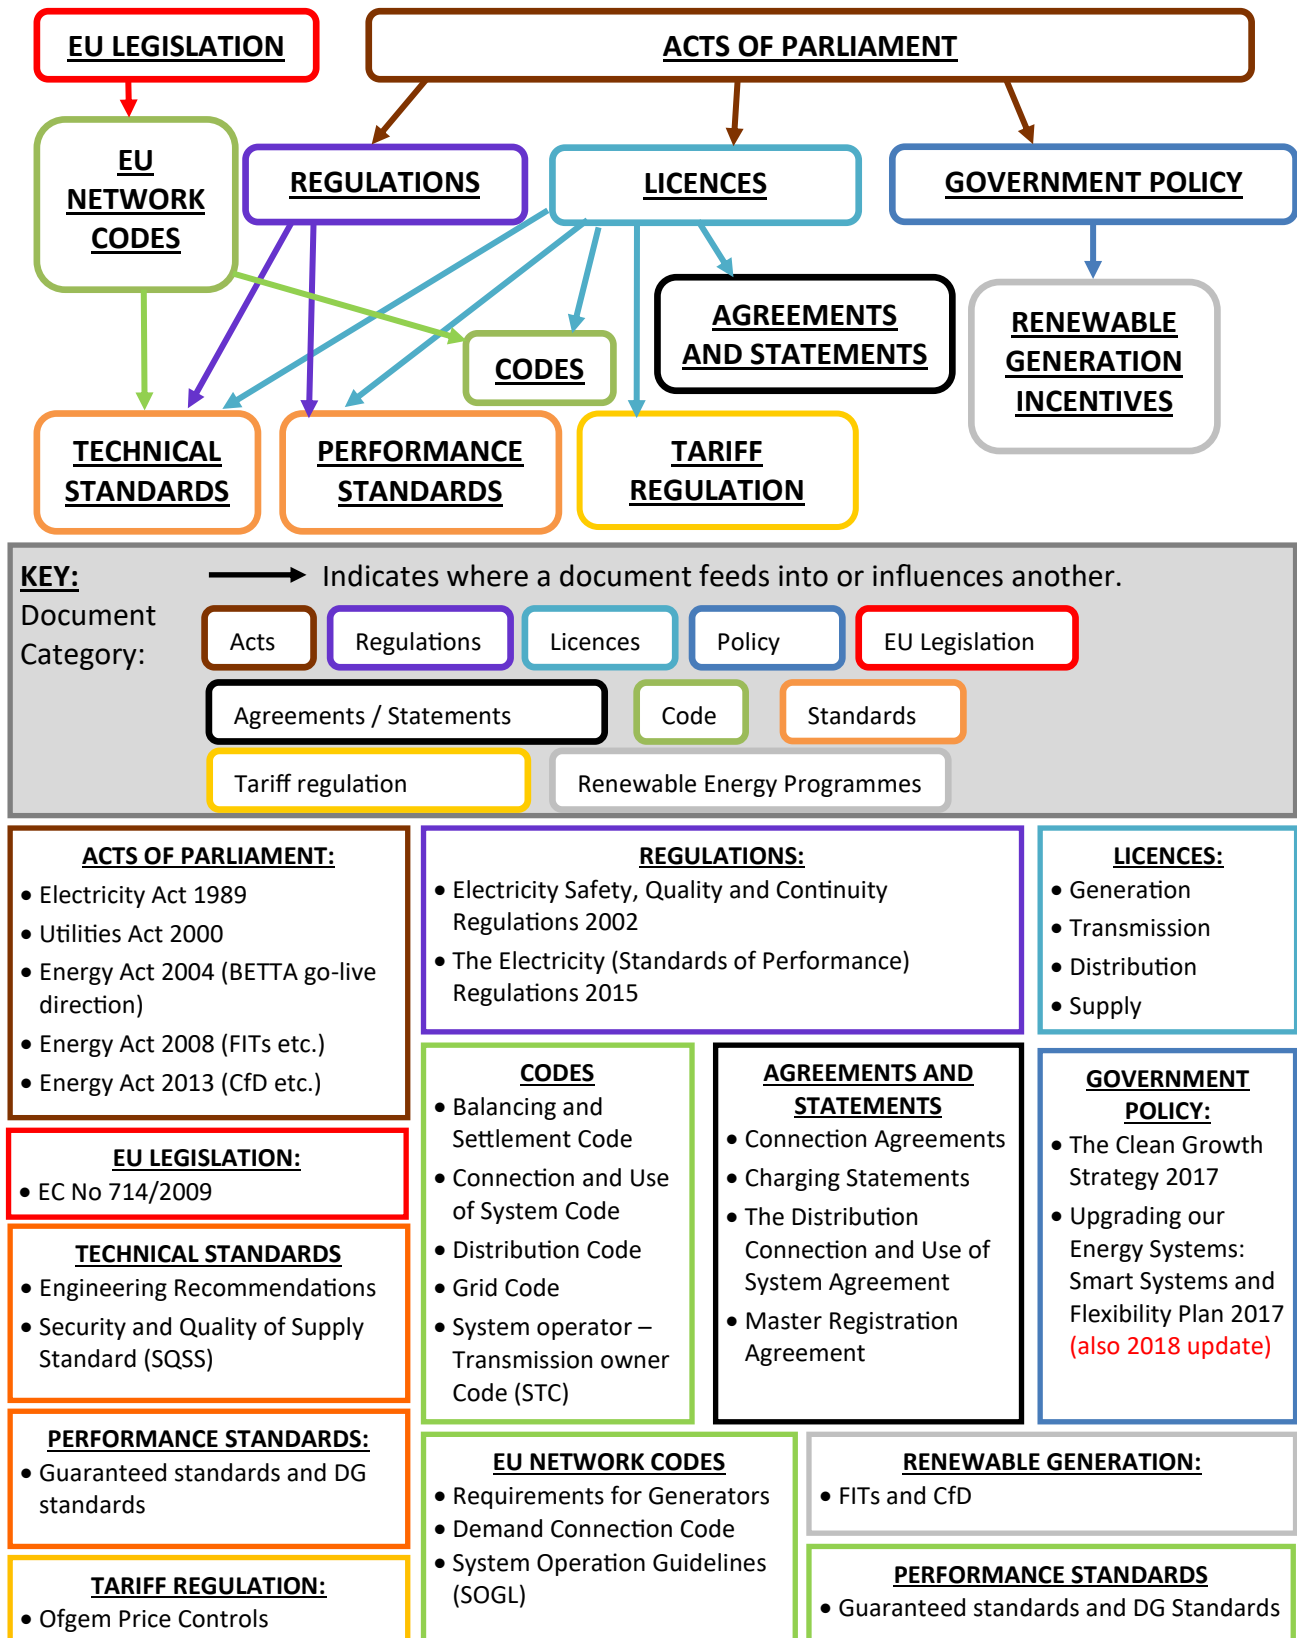 EU LEGISLATION
ACTS OF PARLIAMENT
EU
NETWORK
CODES
REGULATIONS
LICENCES
GOVERNMENT POLICY
AGREEMENTS
AND STATEMENTS
RENEWABLE
GENERATION
INCENTIVES
CODES
TECHNICAL
STANDARDS
PERFORMANCE
STANDARDS
TARIFF
REGULATION
KEY:
Indicates where a document feeds into or influences another.
Document
Category:
Acts
Regulations
Licences
Policy
EU Legislation
Agreements / Statements
Code
Standards
Tariff regulation
Renewable Energy Programmes
ACTS OF PARLIAMENT:
• Electricity Act 1989
• Utilities Act 2000
• Energy Act 2004 (BETTA go-live
direction)
• Energy Act 2008 (FITs etc.)
• Energy Act 2013 (CfD etc.)
REGULATIONS:
• Electricity Safety, Quality and Continuity
Regulations 2002
• The Electricity (Standards of Performance)
Regulations 2015
LICENCES:
• Generation
• Transmission
• Distribution
• Supply
EU LEGISLATION:
• EC No 714/2009
TECHNICAL STANDARDS
• Engineering Recommendations
• Security and Quality of Supply
Standard (SQSS)
PERFORMANCE STANDARDS:
• Guaranteed standards and DG
standards
TARIFF REGULATION:
• Ofgem Price Controls
CODES
• Balancing and
Settlement Code
• Connection and Use
of System Code
• Distribution Code
• Grid Code
• System operator –
Transmission owner
Code (STC)
AGREEMENTS AND
STATEMENTS
• Connection Agreements
• Charging Statements
• The Distribution
Connection and Use of
System Agreement
• Master Registration
Agreement
GOVERNMENT
POLICY:
• The Clean Growth
Strategy 2017
• Upgrading our
Energy Systems:
Smart Systems and
Flexibility Plan 2017
(also 2018 update)
EU NETWORK CODES
• Requirements for Generators
• Demand Connection Code
• System Operation Guidelines
(SOGL)
RENEWABLE GENERATION:
• FITs and CfD
PERFORMANCE STANDARDS
• Guaranteed standards and DG Standards